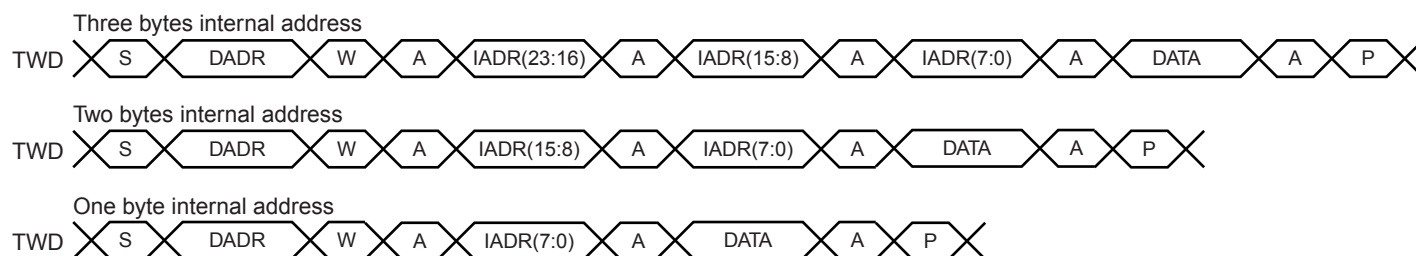 Three bytes internal address
TWD S DADR W A IADR(23:16) A IADR(15:8) A IADR(7:0) A DATA A P
Two bytes internal address
TWD S DADR W A IADR(15:8) A IADR(7:0) A DATA A P
One byte internal address
TWD S DADR W A IADR(7:0) A DATA A P